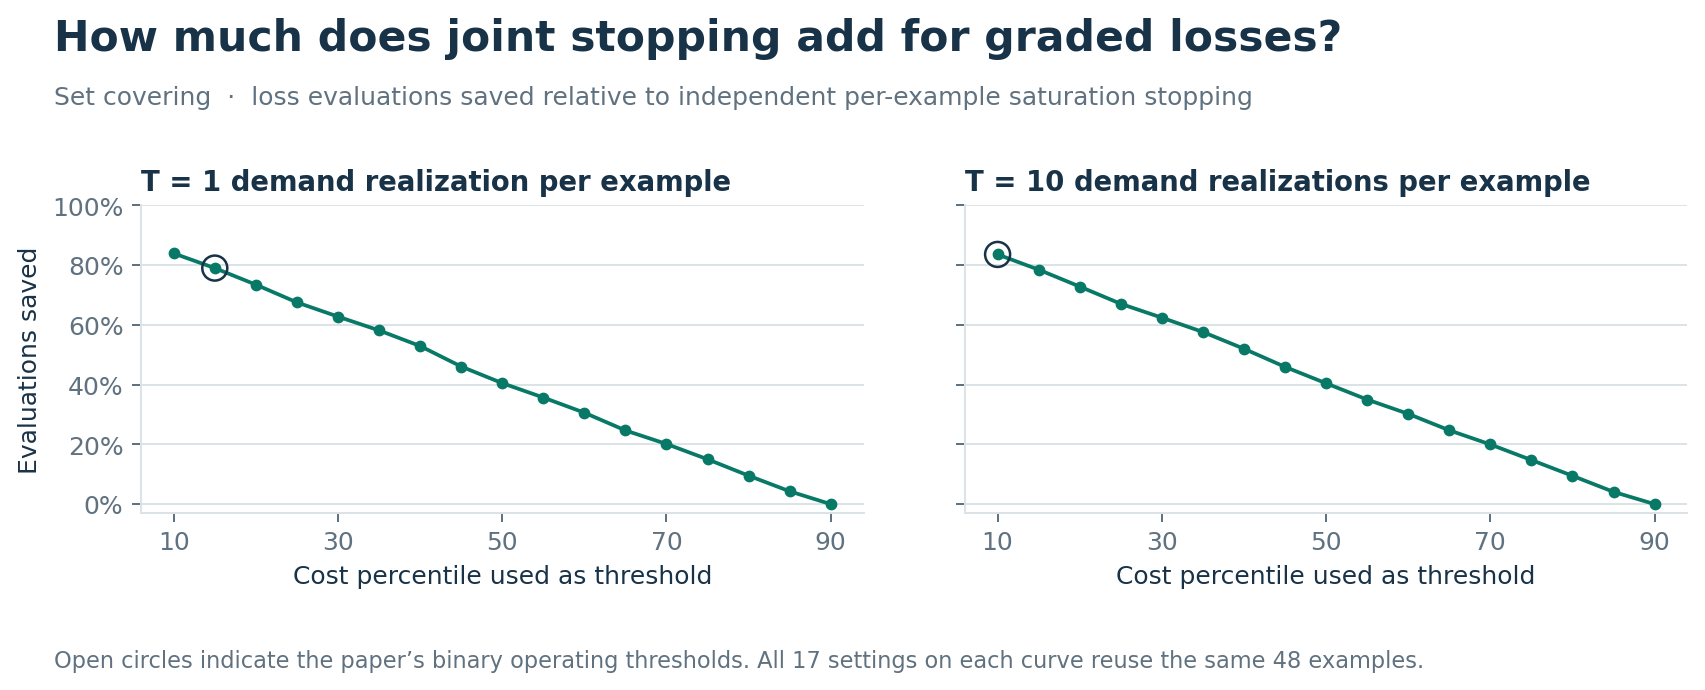 How much does joint stopping add for graded losses?
Set covering · loss evaluations saved relative to independent per-example saturation stopping
T = 1 demand realization per example
100%
80%
60%
40%
20%
0%
Evaluations saved
10 30 50 70 90
Cost percentile used as threshold
T = 10 demand realizations per example
10 30 50 70 90
Cost percentile used as threshold
Open circles indicate the paper’s binary operating thresholds. All 17 settings on each curve reuse the same 48 examples.